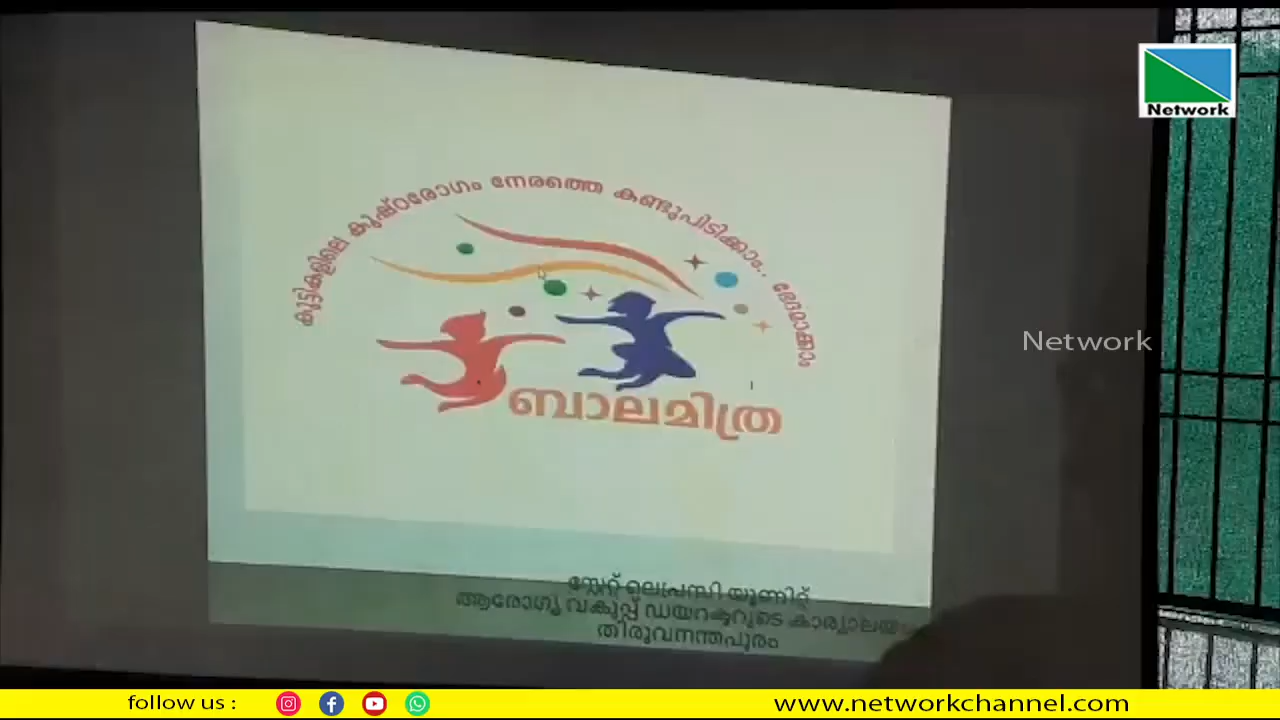 Network
കുട്ടികളിലെ കുഷ്ഠരോഗം നേരത്തെ കണ്ടുപിടിക്കാം.. ഭേദമാക്കാം
Network
ബാലമിത്ര
സ്റ്റേറ്റ് ലെപ്രസി യൂണിറ്റ്
ആരോഗ്യ വകുപ്പ് ഡയറക്ടറുടെ കാര്യാലയം
തിരുവനന്തപുരം
follow us :
www.networkchannel.com